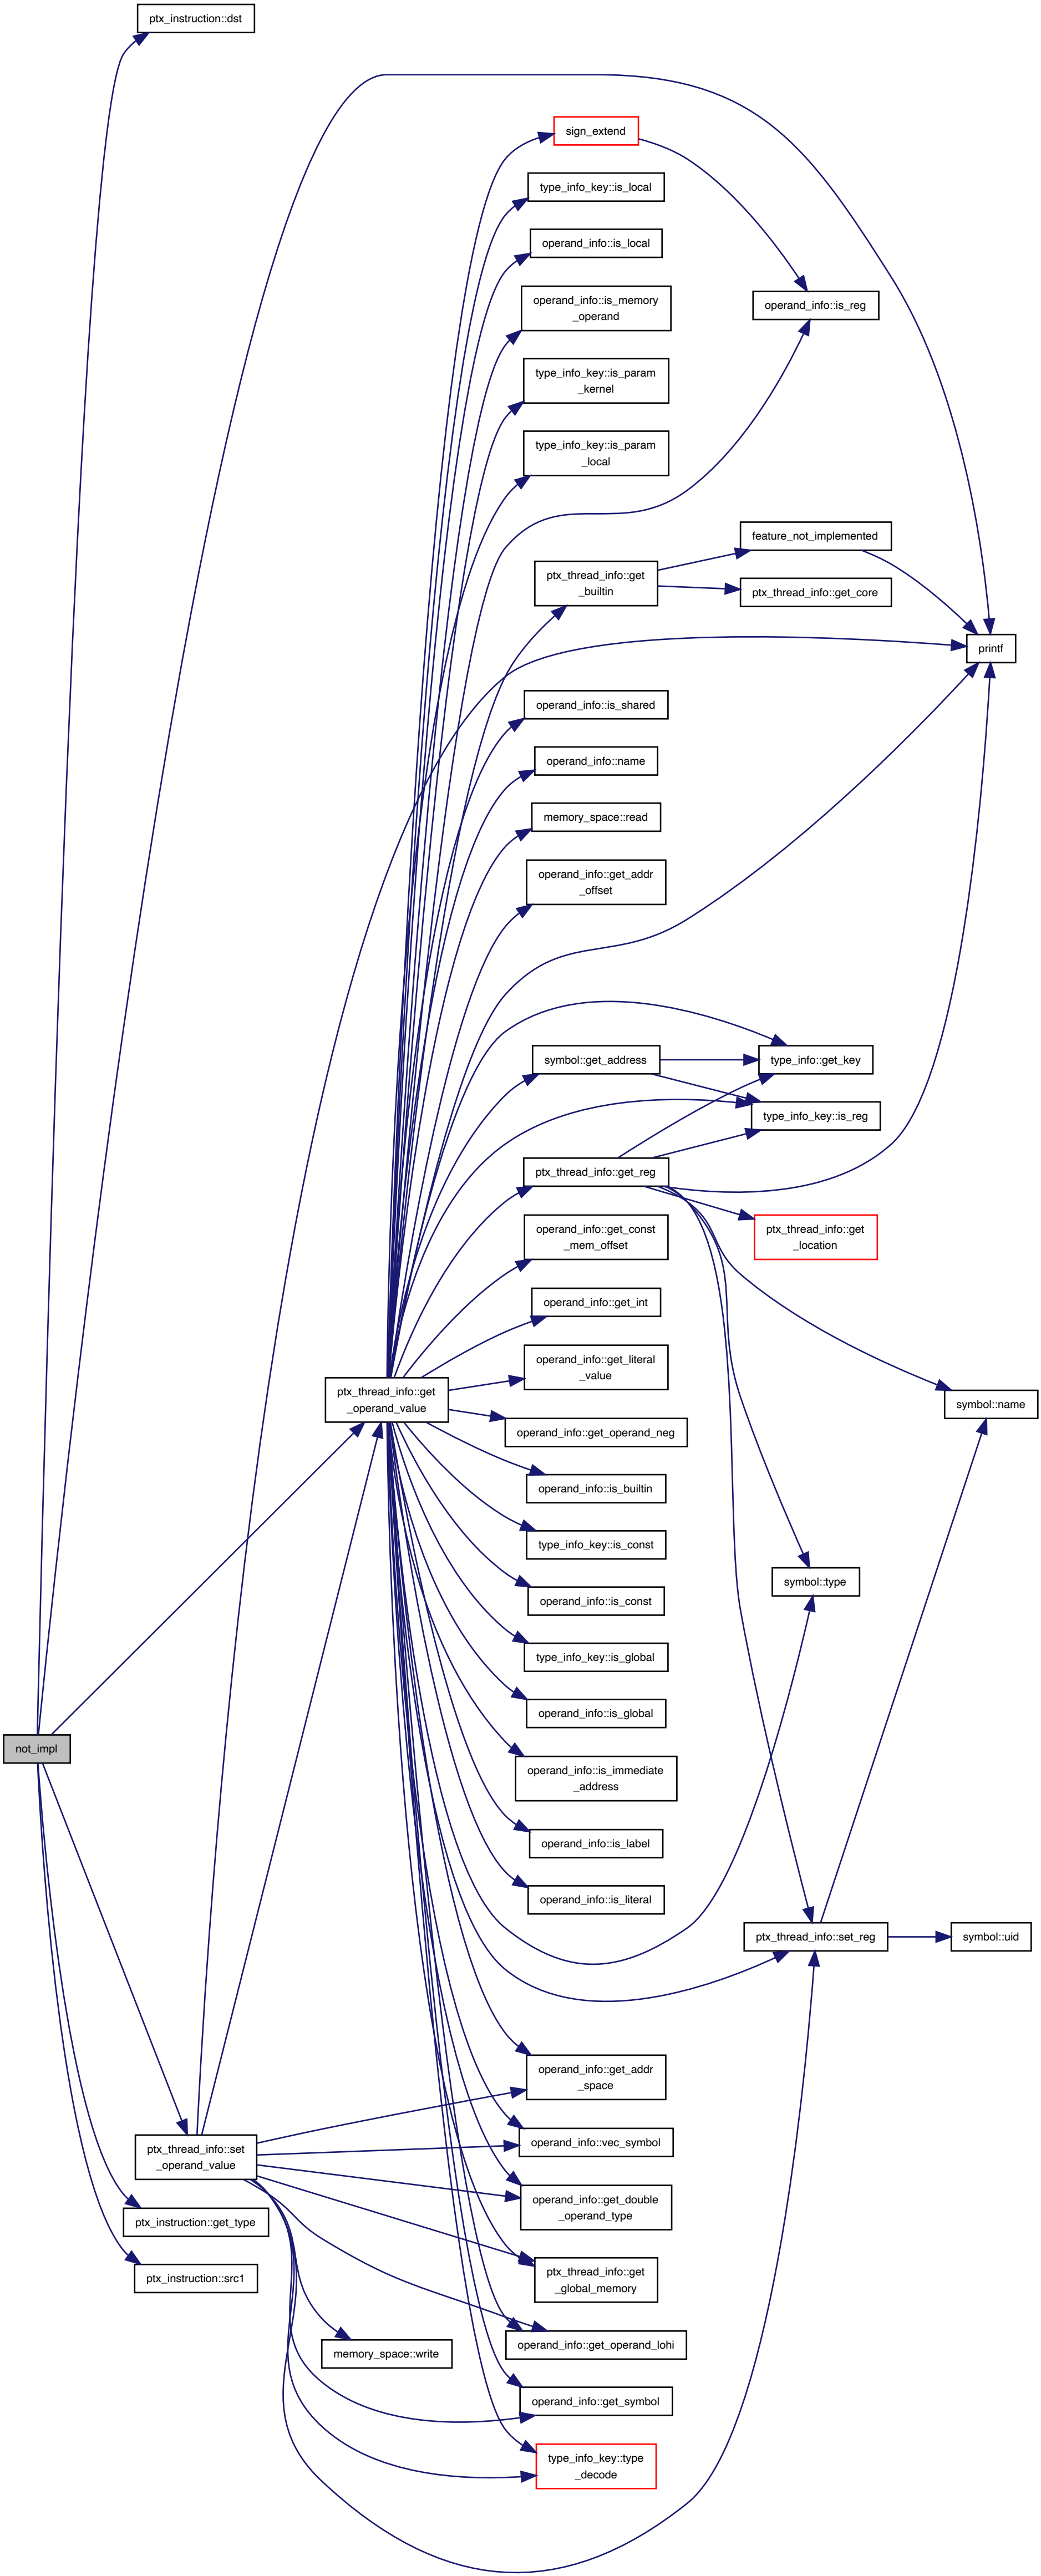 ptx_instruction::dst
sign_extend
type_info_key::is_local
operand_info::is_local
operand_info::is_memory
_operand
operand_info::is_reg
type_info_key::is_param
_kernel
type_info_key::is_param
_local
feature_not_implemented
ptx_thread_info::get
_builtin
ptx_thread_info::get_core
printf
operand_info::is_shared
operand_info::name
memory_space::read
operand_info::get_addr
_offset
symbol::get_address
type_info::get_key
type_info_key::is_reg
ptx_thread_info::get_reg
operand_info::get_const
_mem_offset
ptx_thread_info::get
_location
operand_info::get_int
operand_info::get_literal
_value
ptx_thread_info::get
_operand_value
symbol::name
operand_info::get_operand_neg
operand_info::is_builtin
type_info_key::is_const
symbol::type
operand_info::is_const
type_info_key::is_global
operand_info::is_global
not_impl
operand_info::is_immediate
_address
operand_info::is_label
operand_info::is_literal
ptx_thread_info::set_reg
symbol::uid
operand_info::get_addr
_space
operand_info::vec_symbol
ptx_thread_info::set
_operand_value
operand_info::get_double
_operand_type
ptx_instruction::get_type
ptx_thread_info::get
_global_memory
ptx_instruction::src1
operand_info::get_operand_lohi
memory_space::write
operand_info::get_symbol
type_info_key::type
_decode